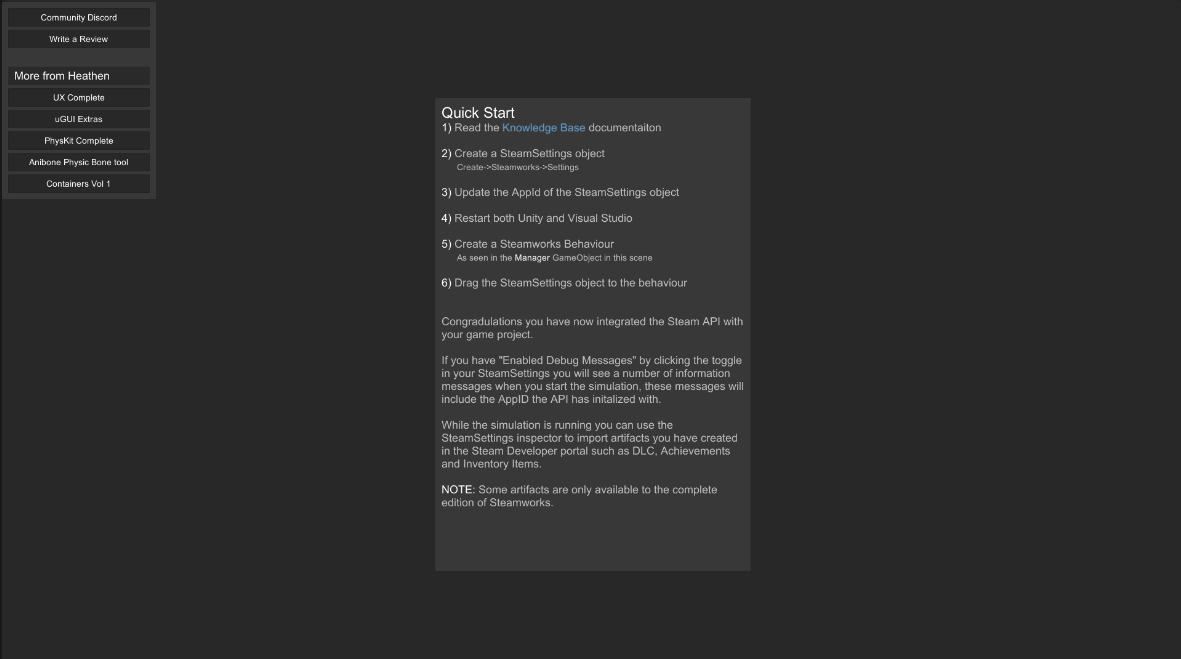 Community Discord
Write a Review
More from Heathen
UX Complete
uGUI Extras
PhysKit Complete
Anibone Physic Bone tool
Containers Vol 1
Quick Start
1) Read the Knowledge Base documentaiton
2) Create a SteamSettings object
Create->Steamworks->Settings
3) Update the AppId of the SteamSettings object
4) Restart both Unity and Visual Studio
5) Create a Steamworks Behaviour
As seen in the Manager GameObject in this scene
6) Drag the SteamSettings object to the behaviour
Congradulations you have now integrated the Steam API with
your game project.
If you have "Enabled Debug Messages" by clicking the toggle
in your SteamSettings you will see a number of information
messages when you start the simulation, these messages will
include the AppID the API has initalized with.
While the simulation is running you can use the
SteamSettings inspector to import artifacts you have created
in the Steam Developer portal such as DLC, Achievements
and Inventory Items.
NOTE: Some artifacts are only available to the complete
edition of Steamworks.